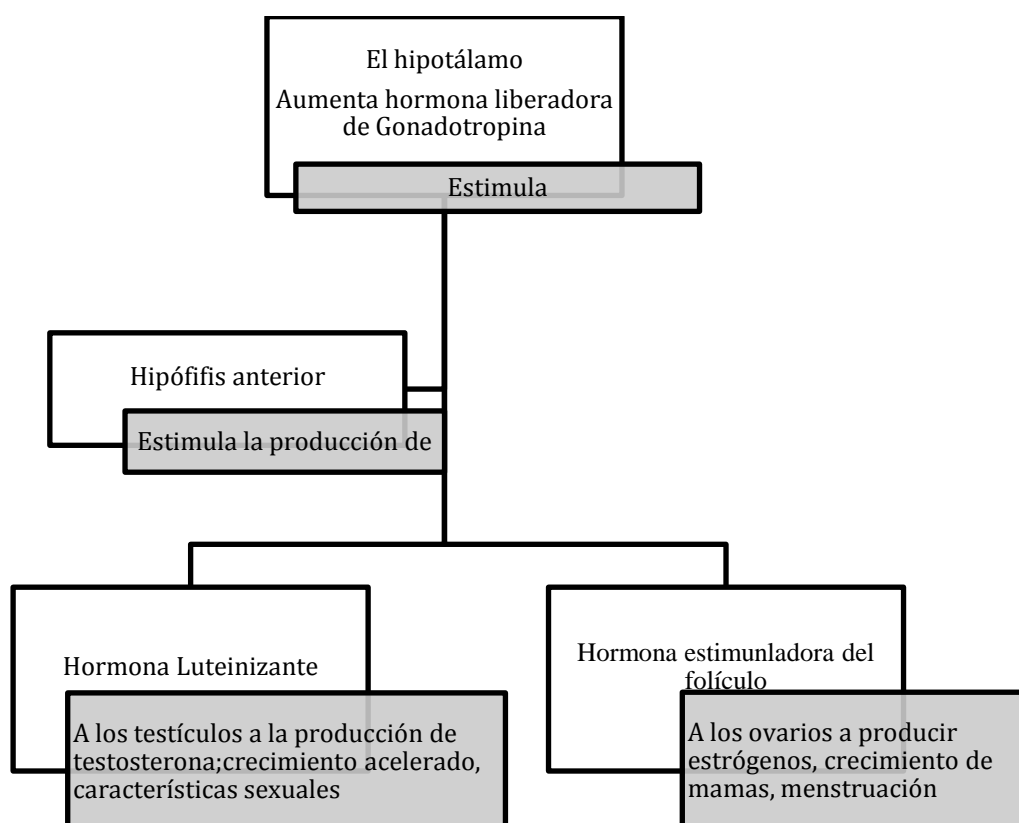 El hipotálamo
Aumenta hormona liberadora
de Gonadotropina
Estimula
Hipófifis anterior
Estimula la producción de
Hormona Luteinizante
A los testículos a la producción de
testosterona;crecimiento acelerado,
características sexuales
Hormona estimunladora del
folículo
A los ovarios a producir
estrógenos, crecimiento de
mamas, menstruación